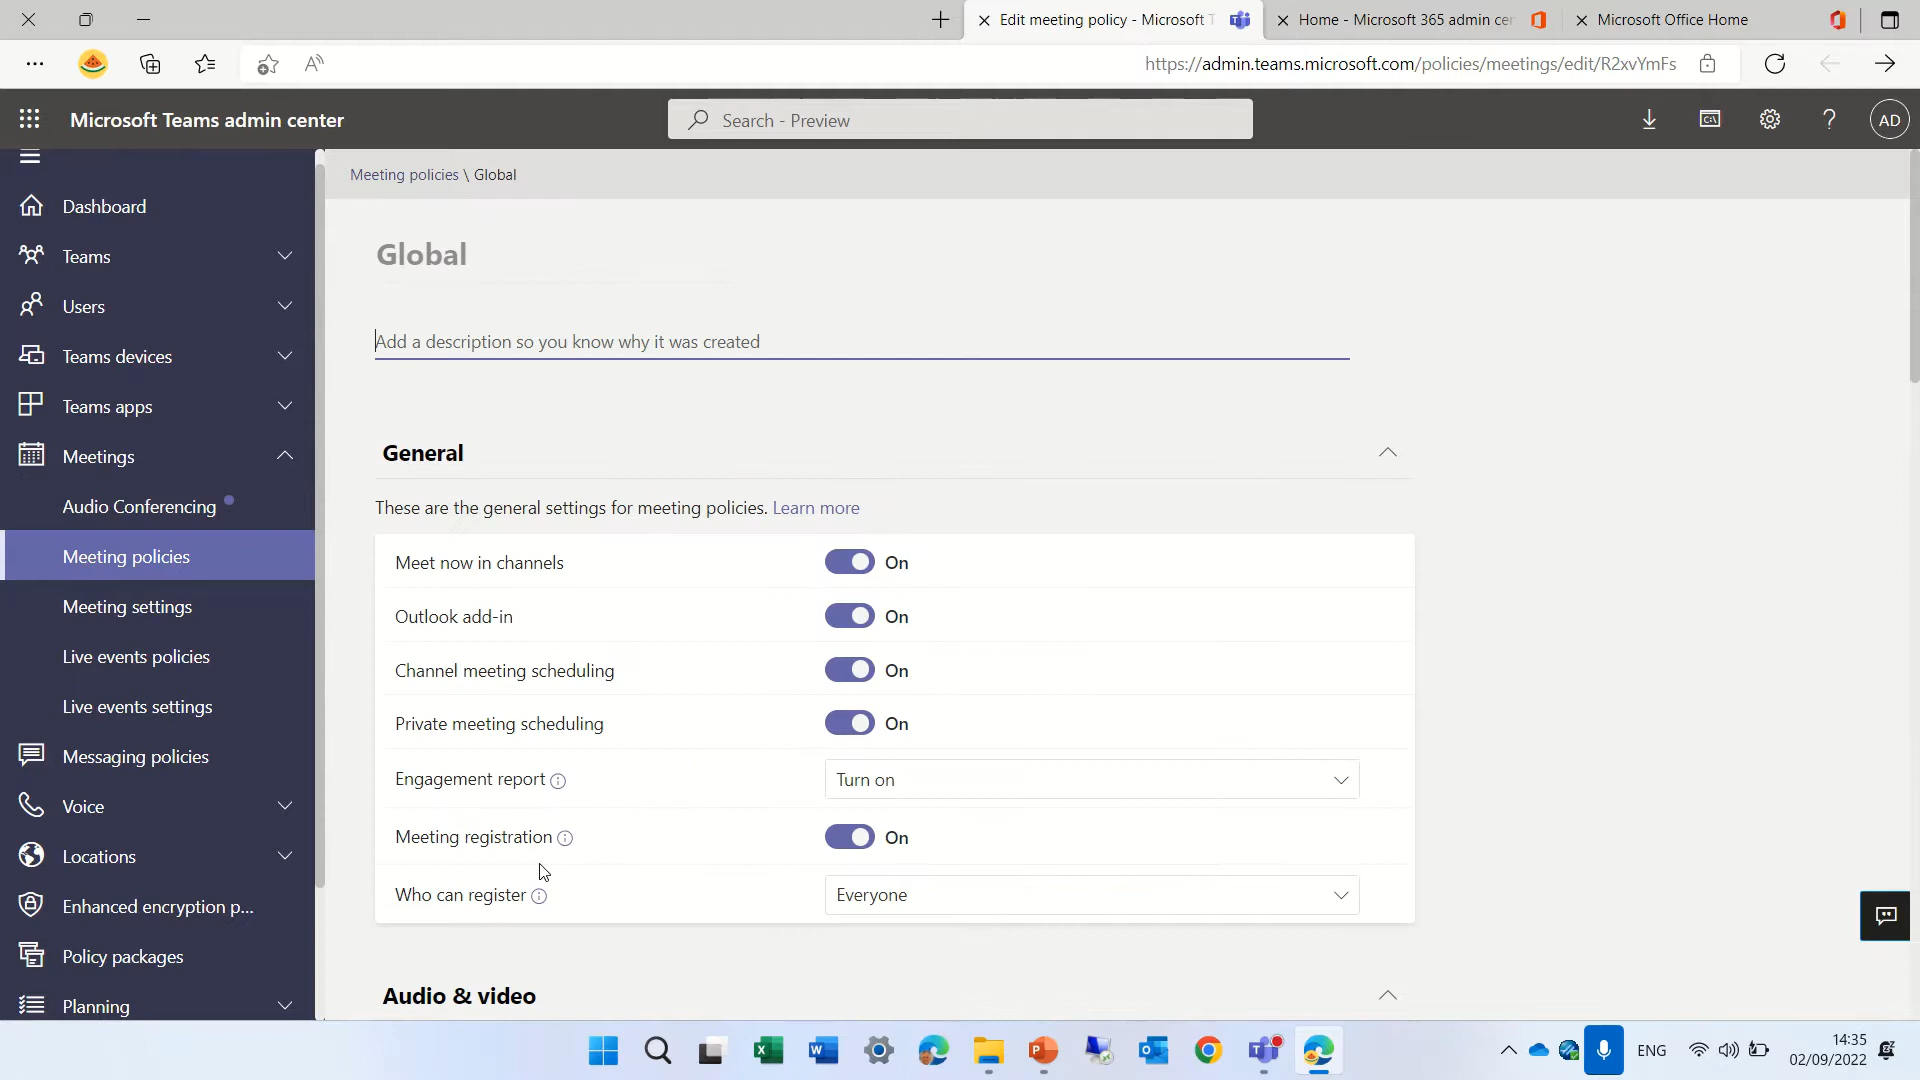 Edit meeting policy - Microsoft T
Home - Microsoft 365 admin cen
Microsoft Office Home
https://admin.teams.microsoft.com/policies/meetings/edit/R2xvYmFs
Microsoft Teams admin center
Search - Preview
AD
Meeting policies \ Global
Dashboard
Teams
Users
Teams devices
Teams apps
Meetings
Audio Conferencing
Meeting policies
Meeting settings
Live events policies
Live events settings
Messaging policies
Voice
Locations
Enhanced encryption p...
Policy packages
Planning
Global
Add a description so you know why it was created
General
These are the general settings for meeting policies. Learn more
Meet now in channels On
Outlook add-in On
Channel meeting scheduling On
Private meeting scheduling On
Engagement report Turn on
Meeting registration On
Who can register Everyone
Audio & video
ENG
14:35
02/09/2022